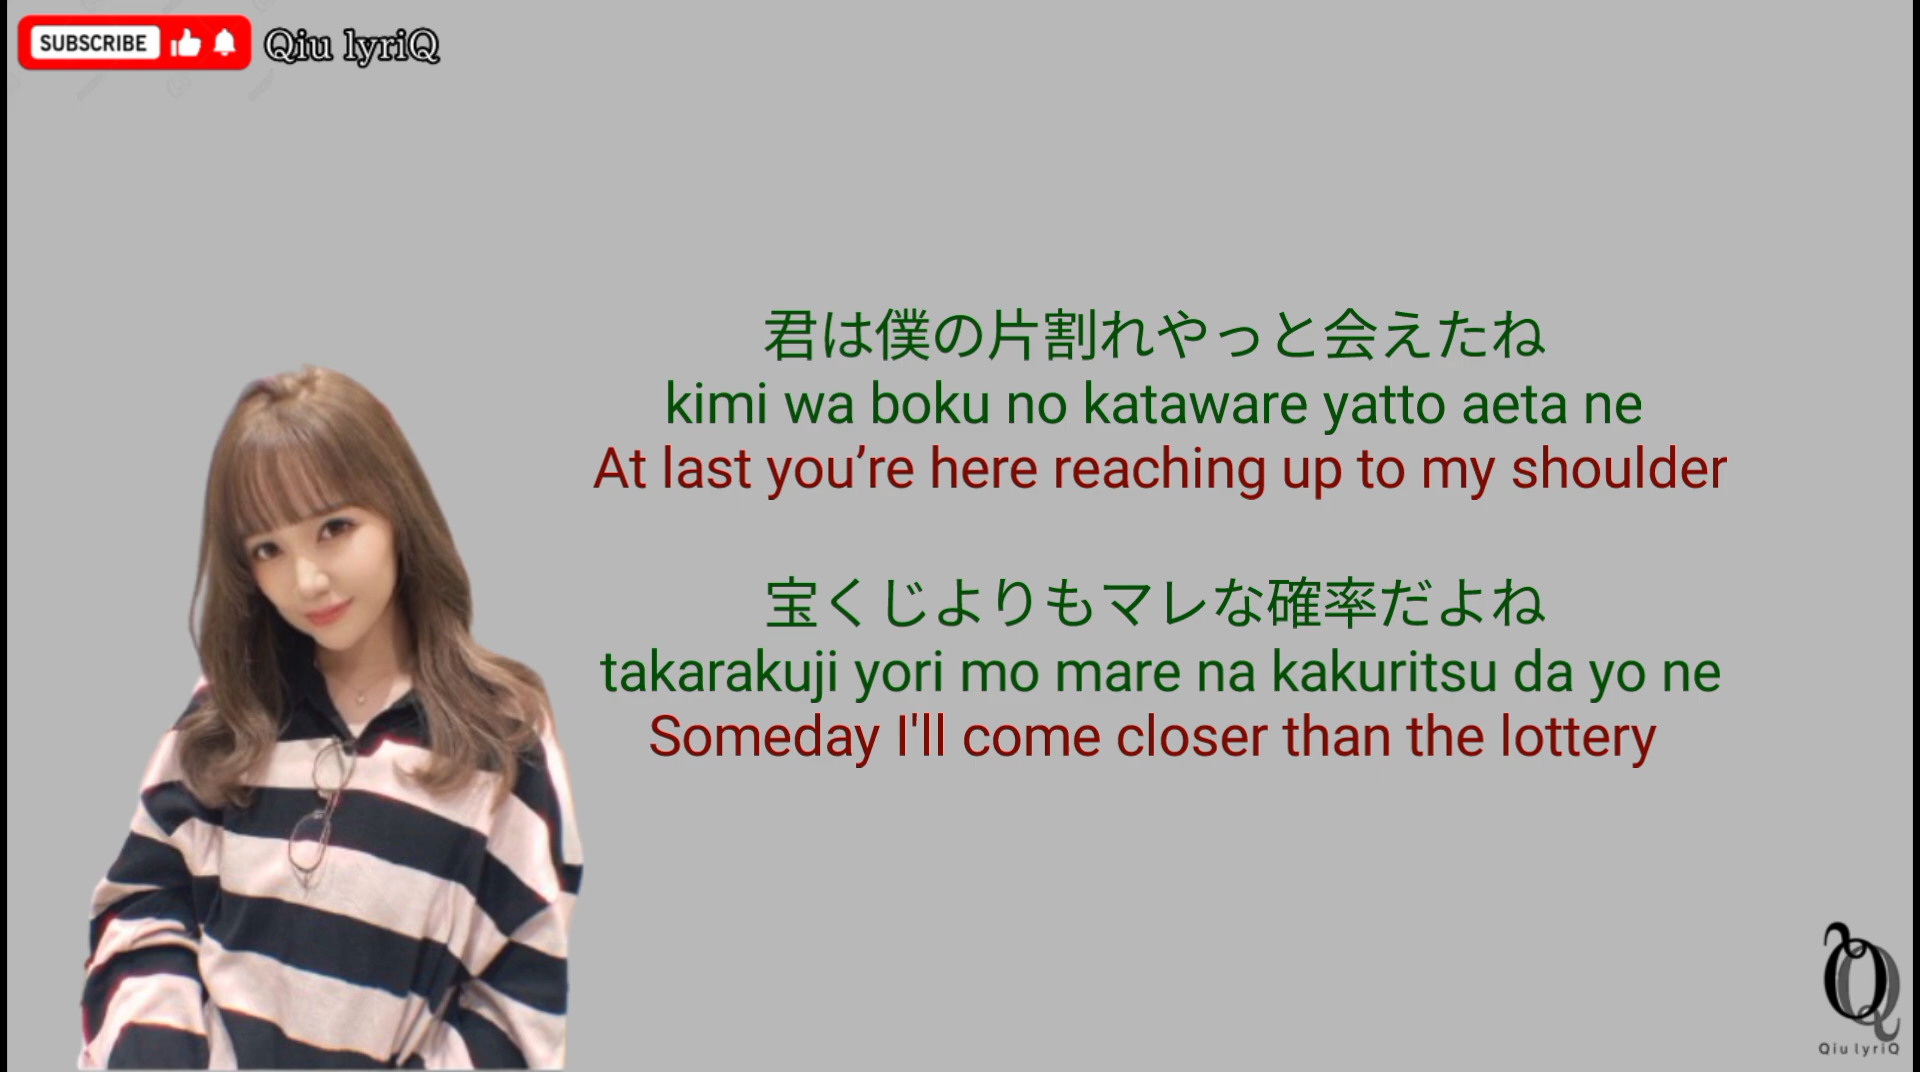 SUBSCRIBE
Qiu lyriQ
君は僕の片割れやっと会えたね
kimi wa boku no kataware yatto aeta ne
At last you’re here reaching up to my shoulder
宝くじよりもマレな確率だよね
takarakuji yori mo mare na kakuritsu da yo ne
Someday I'll come closer than the lottery
Qiu lyriQ